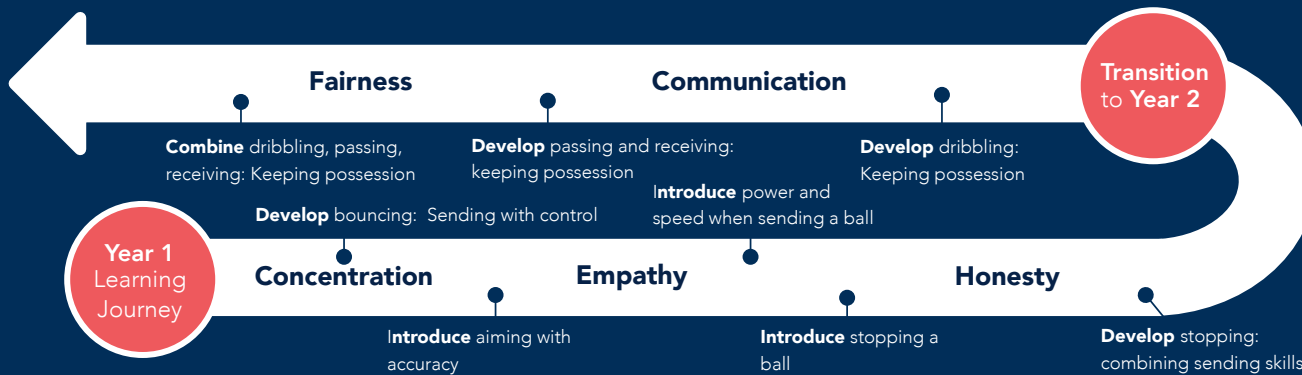 Fairness
Communication
Transition
to Year 2
Combine dribbling, passing,
receiving: Keeping possession
Develop passing and receiving:
keeping possession
Develop dribbling:
Keeping possession
Introduce power and
speed when sending a ball
Develop bouncing: Sending with control
Year 1
Learning
Journey
Concentration
Empathy
Honesty
Introduce aiming with
accuracy
Introduce stopping a
ball
Develop stopping:
combining sending skills